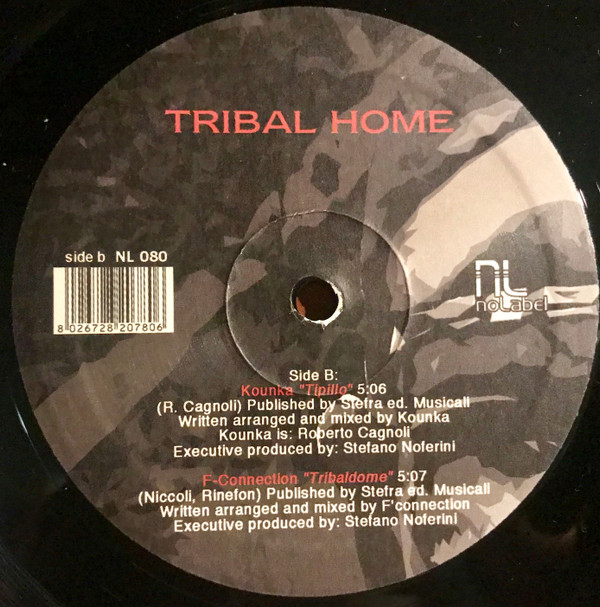 TRIBAL HOME
side b NL 080
8 026728 207806
NL
noLabel
Side B:
Kounka "Tipillo" 5:06
(R. Cagnoli) Published by Stefra ed. Musicall
Written arranged and mixed by Kounka
Kounka is: Roberto Cagnoli
Executive produced by: Stefano Noferini
F-Connection "Tribaldome" 5:07
(Niccoli, Rinefon) Published by Stefra ed. Musicall
Written arranged and mixed by F'connection
Executive produced by: Stefano Noferini